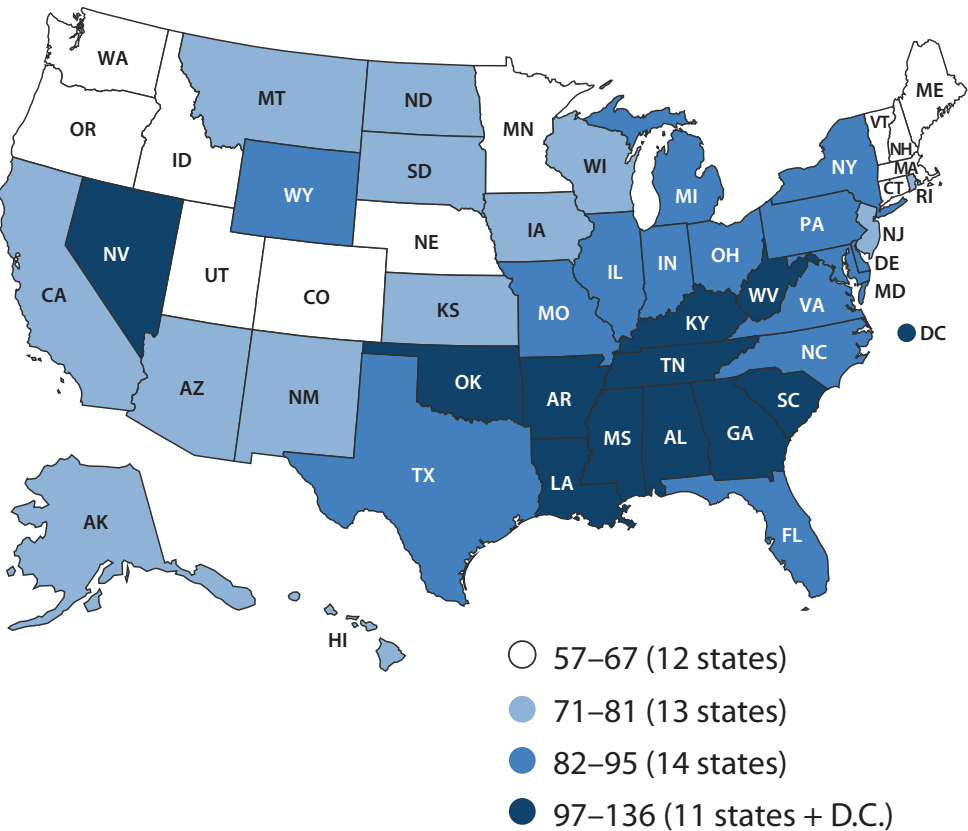 WA
MT
ND
MN
ME
VT
NH
MA
CT
RI
OR
ID
SD
WI
NY
WY
MI
IA
PA
NJ
NE
OH
IL
IN
DE
MD
NV
UT
CO
CA
KS
MO
WV
VA
KY
DC
NC
TN
OK
AR
AZ
NM
SC
MS
AL
GA
TX
LA
AK
FL
HI
57–67 (12 states)
71–81 (13 states)
82–95 (14 states)
97–136 (11 states + D.C.)